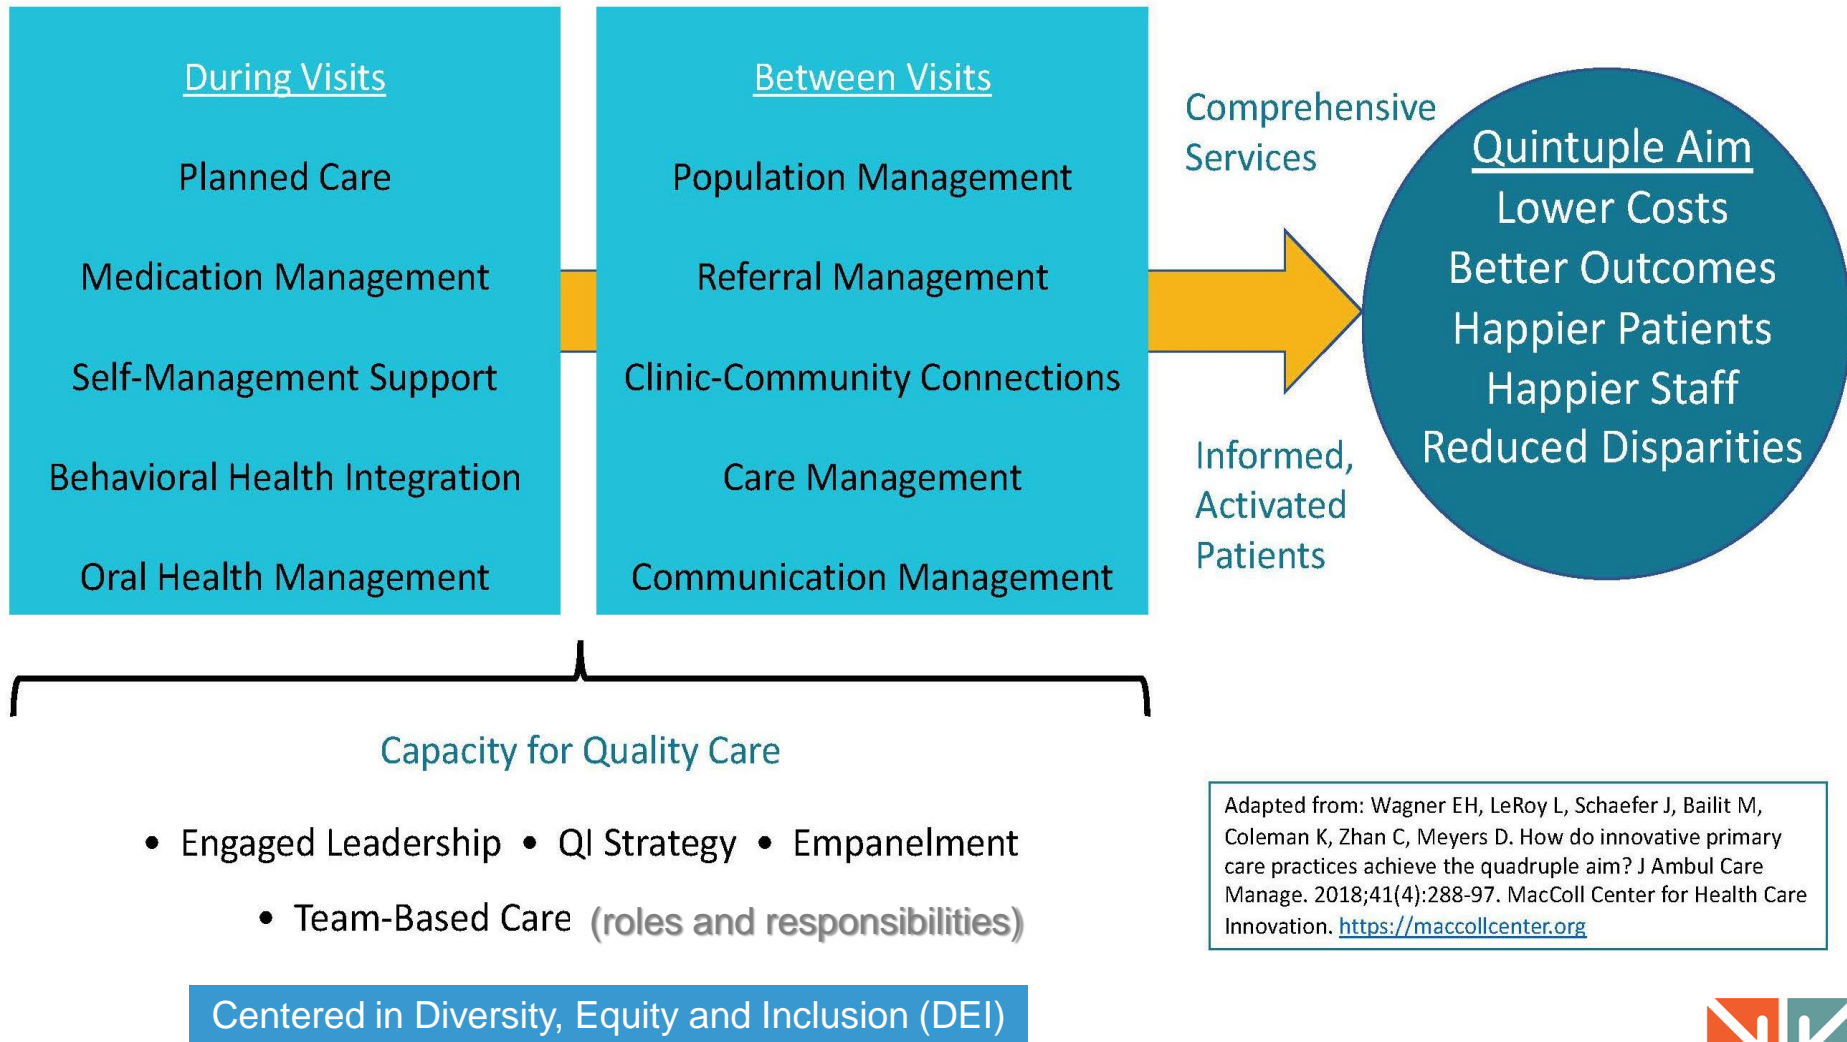 During Visits
Planned Care
Medication Management
Self-Management Support
Behavioral Health Integration
Oral Health Management
Between Visits
Population Management
Referral Management
Clinic-Community Connections
Care Management
Communication Management
Comprehensive
Services
Informed,
Activated
Patients
Quintuple Aim
Lower Costs
Better Outcomes
Happier Patients
Happier Staff
Reduced Disparities
Capacity for Quality Care
• Engaged Leadership • QI Strategy • Empanelment
• Team-Based Care (roles and responsibilities)
Centered in Diversity, Equity and Inclusion (DEI)
Adapted from: Wagner EH, LeRoy L, Schaefer J, Bailit M,
Coleman K, Zhan C, Meyers D. How do innovative primary
care practices achieve the quadruple aim? J Ambul Care
Manage. 2018;41(4):288-97. MacColl Center for Health Care
Innovation. https://maccollcenter.org